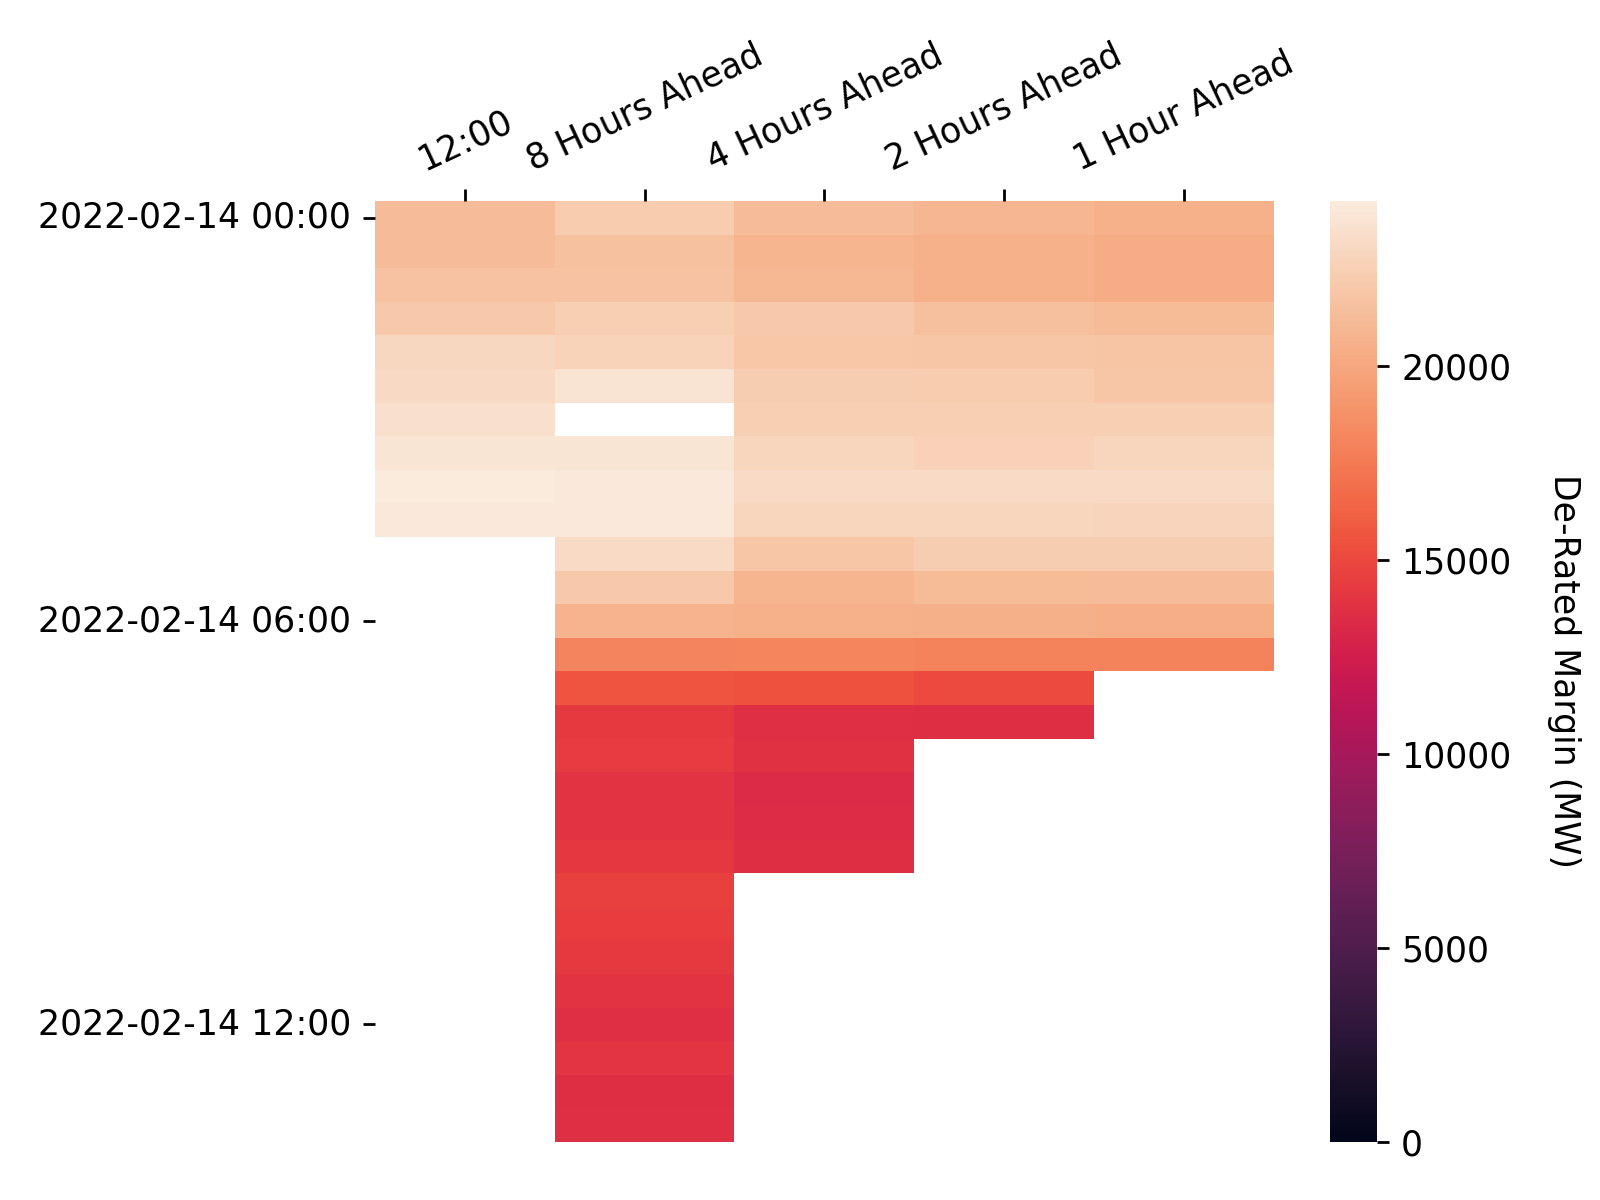 12:00
8 Hours Ahead
4 Hours Ahead
2 Hours Ahead
1 Hour Ahead
2022-02-14 00:00
2022-02-14 06:00
2022-02-14 12:00
20000
15000
10000
5000
0
De-Rated Margin (MW)